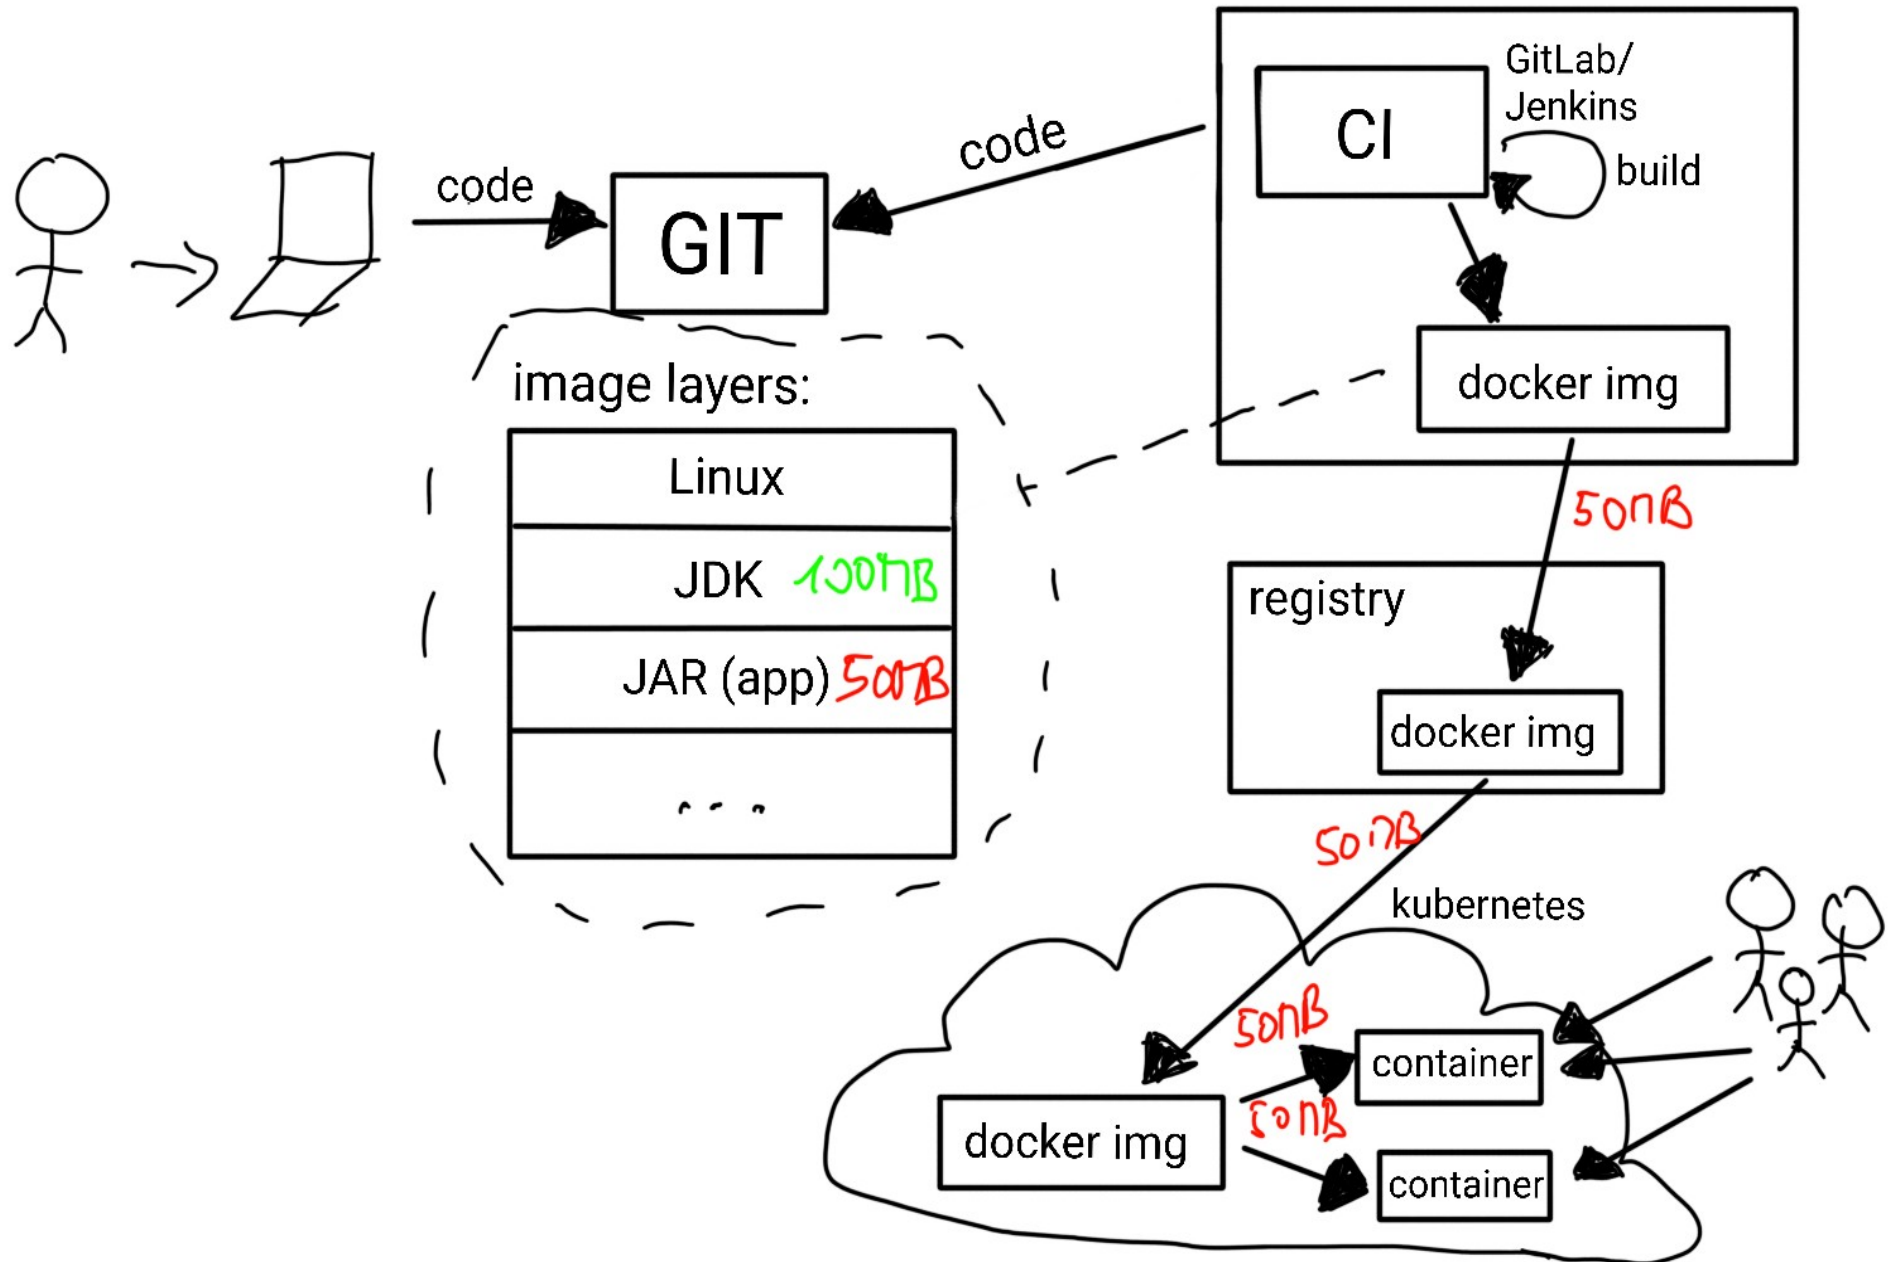 GitLab/
Jenkins
CI
build
code
code
GIT
docker img
image layers:
Linux
JDK 100MB
JAR (app) 50MB
...
50MB
registry
docker img
50MB
kubernetes
50MB
container
50MB
docker img
container